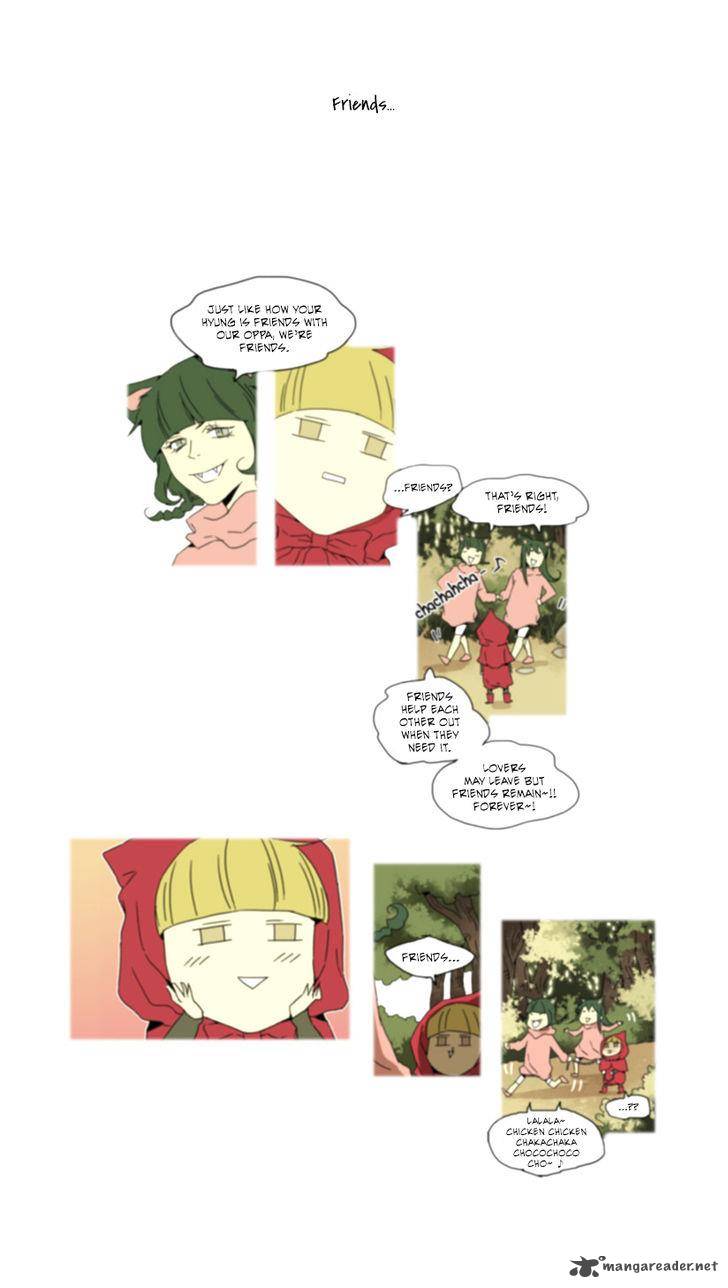 Friends...
JUST LIKE HOW YOUR
HYUNG IS FRIENDS WITH
OUR OPPA, WE'RE
FRIENDS.
...FRIENDS?
THAT'S RIGHT,
FRIENDS!
chachahcha~ ♪
FRIENDS
HELP EACH
OTHER OUT
WHEN THEY
NEED IT.
LOVERS
MAY LEAVE BUT
FRIENDS REMAIN~!!
FOREVER~!
FRIENDS...
...??
LALALA~
CHICKEN CHICKEN
CHAKACHAKA
CHOCOCHOCO
CHO~ ♪
mangareader.net